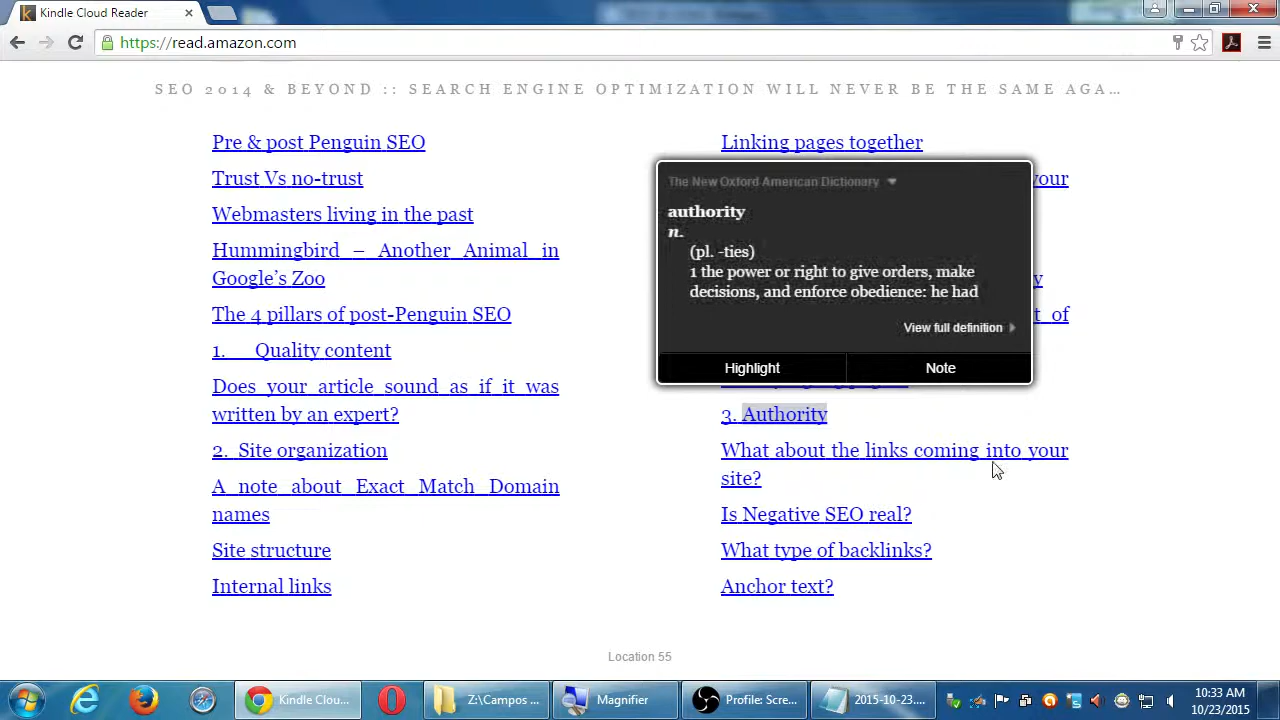 Kindle Cloud Reader
https://read.amazon.com
SEO 2014 & BEYOND :: SEARCH ENGINE OPTIMIZATION WILL NEVER BE THE SAME AGA…
Pre & post Penguin SEO
Trust Vs no-trust
Webmasters living in the past
Hummingbird – Another Animal in
Google’s Zoo
The 4 pillars of post-Penguin SEO
1. Quality content
Does your article sound as if it was
written by an expert?
2. Site organization
A note about Exact Match Domain
names
Site structure
Internal links
Linking pages together
your
The New Oxford American Dictionary
authority
n.
(pl. -ties)
1 the power or right to give orders, make
decisions, and enforce obedience: he had
View full definition
Highlight
Note
t of
3. Authority
What about the links coming into your
site?
Is Negative SEO real?
What type of backlinks?
Anchor text?
Location 55
Kindle Clou...
Z:\Campos ...
Magnifier
Profile: Scre...
2015-10-23....
10:33 AM
10/23/2015